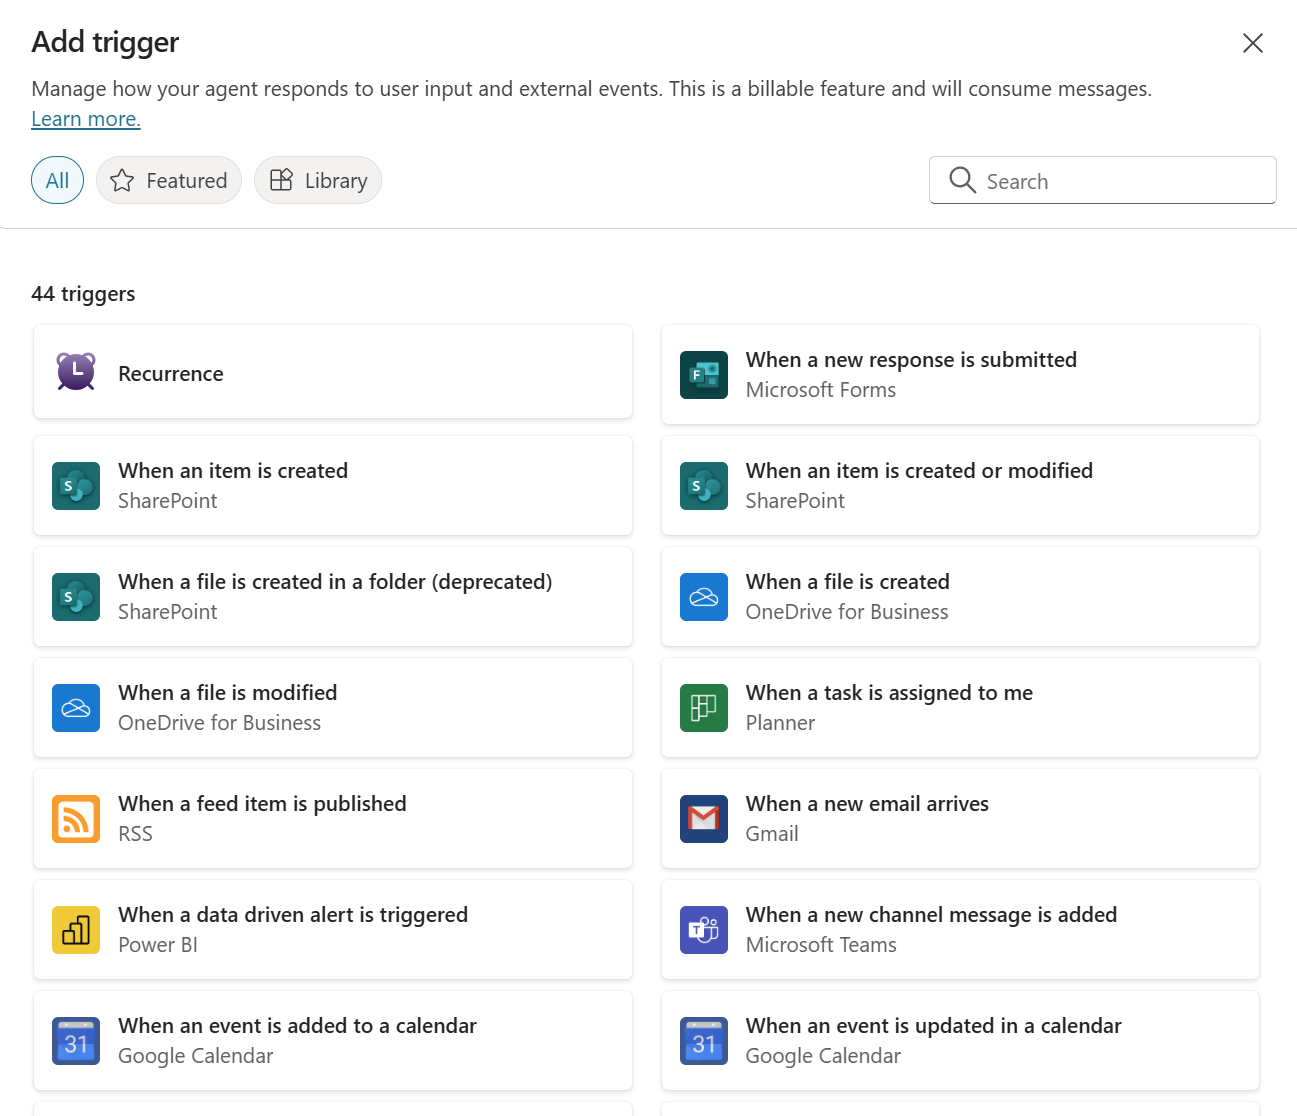 Add trigger
Manage how your agent responds to user input and external events. This is a billable feature and will consume messages.
Learn more.
All
Featured
Library
Search
44 triggers
Recurrence
When a new response is submitted
Microsoft Forms
When an item is created
SharePoint
When an item is created or modified
SharePoint
When a file is created in a folder (deprecated)
SharePoint
When a file is created
OneDrive for Business
When a file is modified
OneDrive for Business
When a task is assigned to me
Planner
When a feed item is published
RSS
When a new email arrives
Gmail
When a data driven alert is triggered
Power BI
When a new channel message is added
Microsoft Teams
When an event is added to a calendar
Google Calendar
When an event is updated in a calendar
Google Calendar